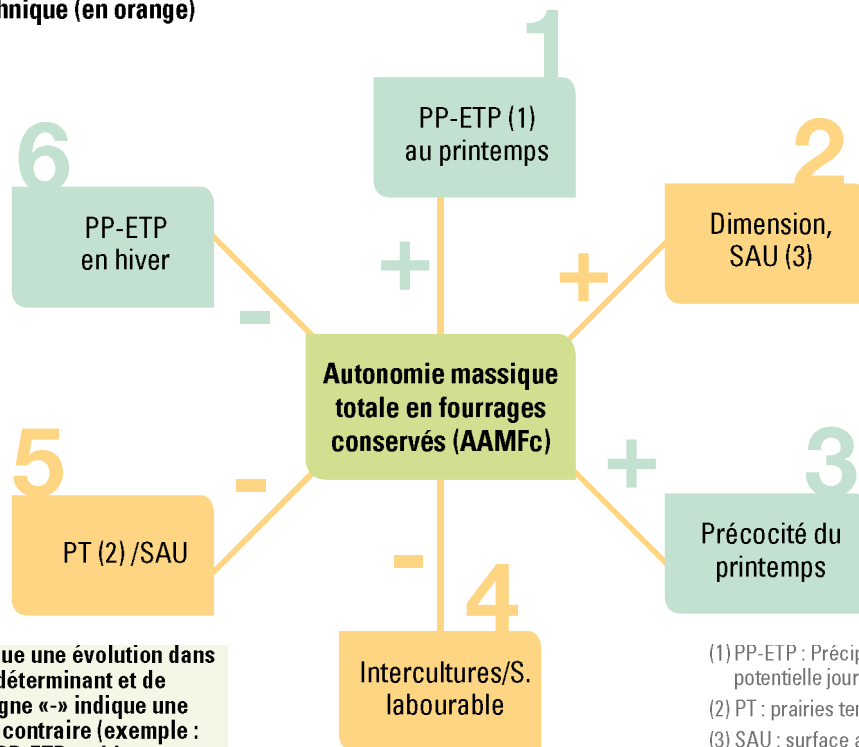 hnique (en orange)
1
PP-ETP (1)
au printemps
2
Dimension,
SAU (3)
3
Précocité du
printemps
4
Intercultures/S.
labourable
5
PT (2) /SAU
6
PP-ETP
en hiver
+
+
+
-
-
-
Autonomie massique
totale en fourrages
conservés (AAMFc)
ue une évolution dans
déterminant et de
igne «-» indique une
contraire (exemple :
(1) PP-ETP : Précip
potentielle jour
(2) PT : prairies ter
(3) SAU : surface a